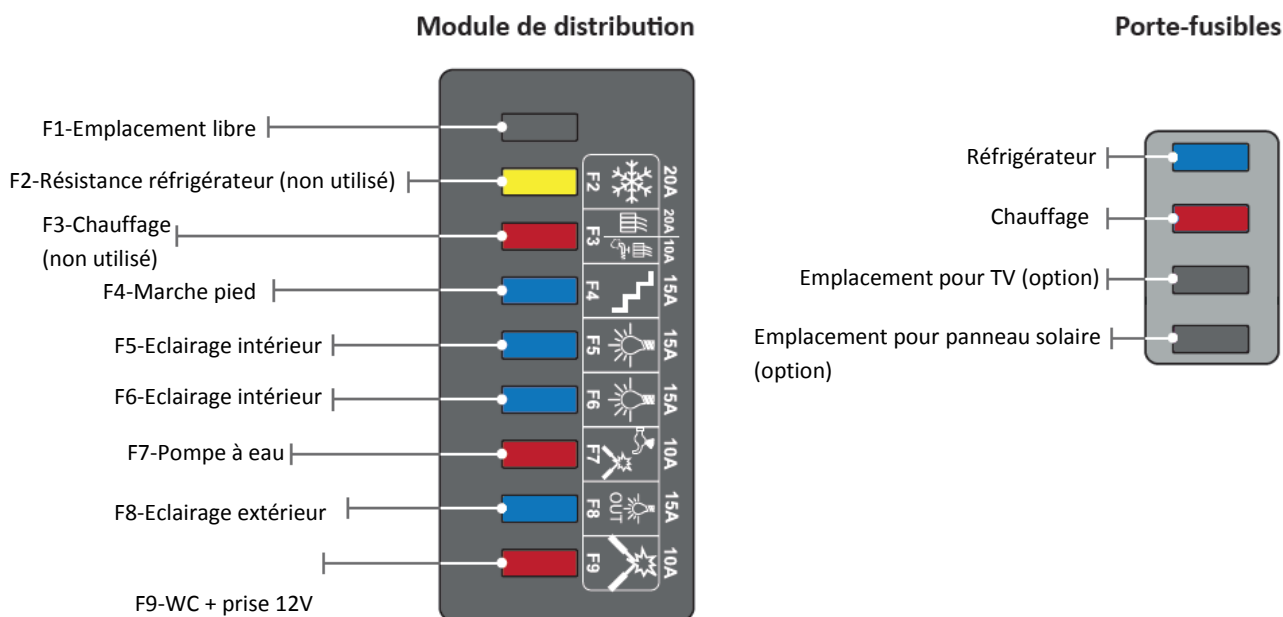 Module de distribution
F1-Emplacement libre
F2-Résistance réfrigérateur (non utilisé)
F3-Chauffage
(non utilisé)
F4-Marche pied
F5-Eclairage intérieur
F6-Eclairage intérieur
F7-Pompe à eau
F8-Eclairage extérieur
F9-WC + prise 12V
F2 20A
F3 20A 10A
F4 15A
F5 15A
F6 15A
F7 10A
F8 OUT 15A
F9 10A
Porte-fusibles
Réfrigérateur
Chauffage
Emplacement pour TV (option)
Emplacement pour panneau solaire
(option)